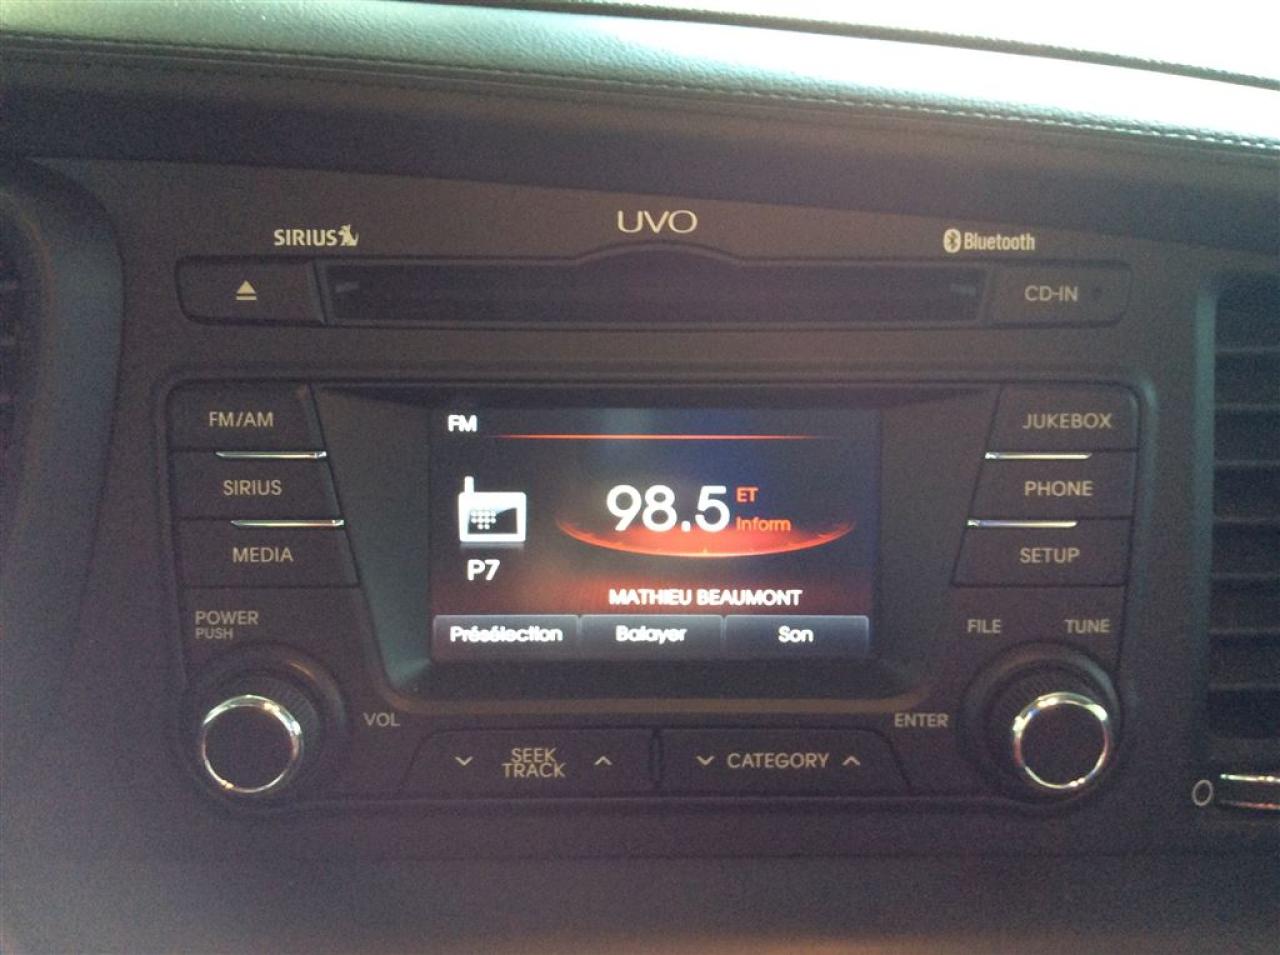 UVO
SIRIUS
Bluetooth
CD-IN
FM/AM
SIRIUS
MEDIA
POWER
PUSH
VOL
FM
98.5
ET
Inform
P7
MATHIEU BEAUMONT
Présélection Balayer Son
JUKEBOX
PHONE
SETUP
FILE TUNE
ENTER
SEEK
TRACK
CATEGORY